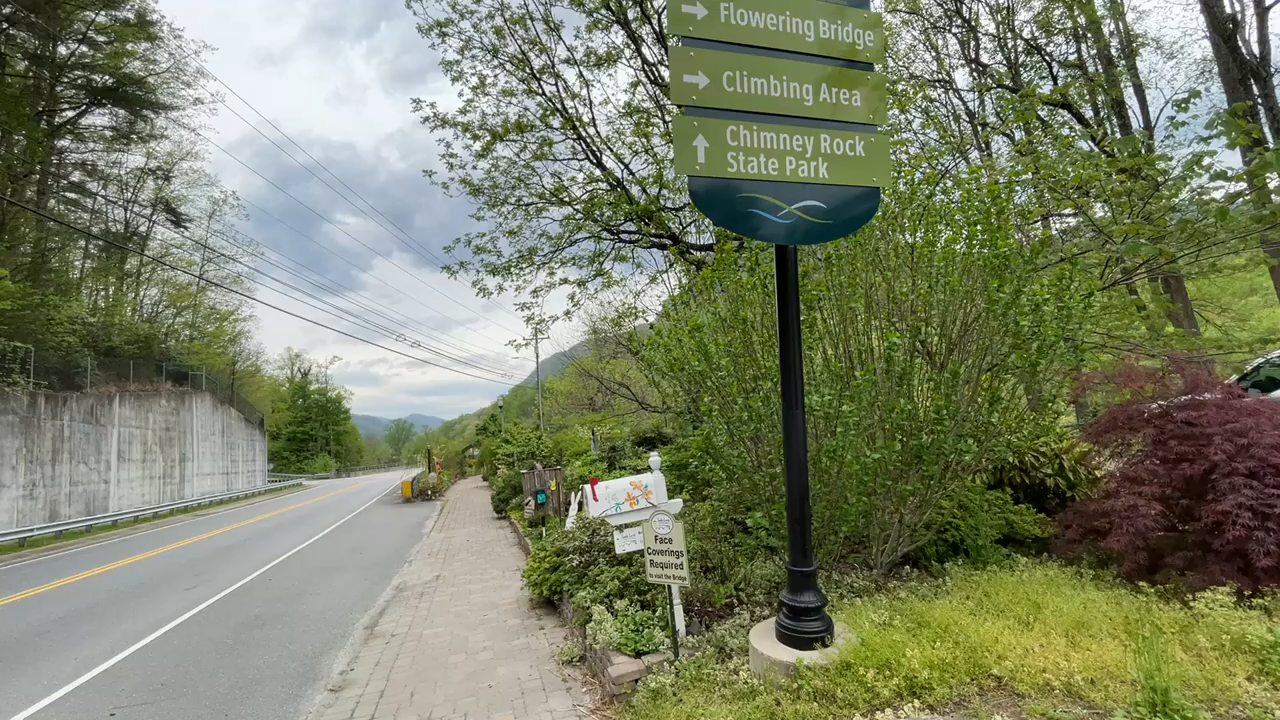 Flowering Bridge
Climbing Area
Chimney Rock
State Park
Face
Coverings
Required
to visit the Bridge